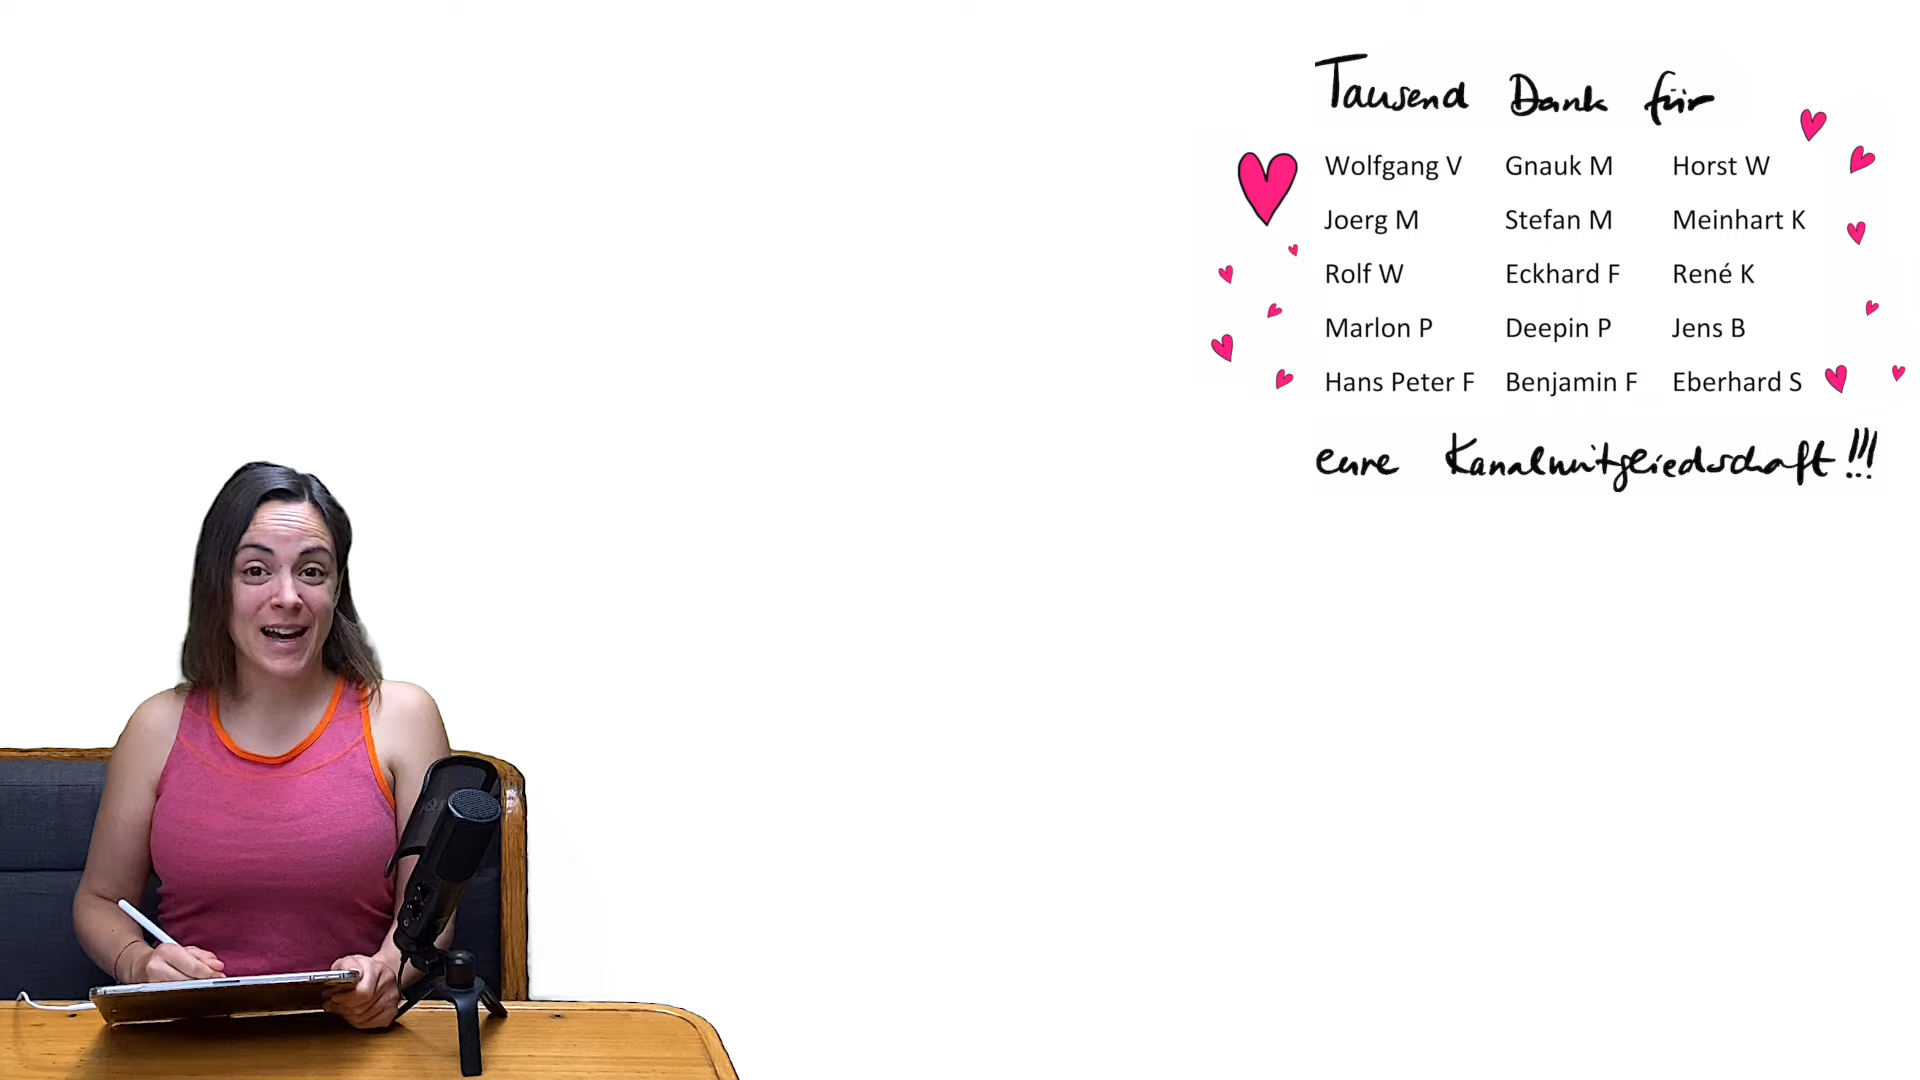 Tausend Dank für
Wolfgang V Gnauk M Horst W
Joerg M Stefan M Meinhart K
Rolf W Eckhard F René K
Marlon P Deepin P Jens B
Hans Peter F Benjamin F Eberhard S
eure Kanalmitgliedschaft!!!